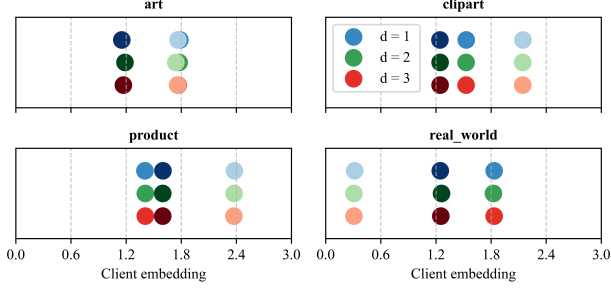 art
clipart
d = 1
d = 2
d = 3
product
real_world
0.0 0.6 1.2 1.8 2.4 3.0
0.0 0.6 1.2 1.8 2.4 3.0
Client embedding
Client embedding